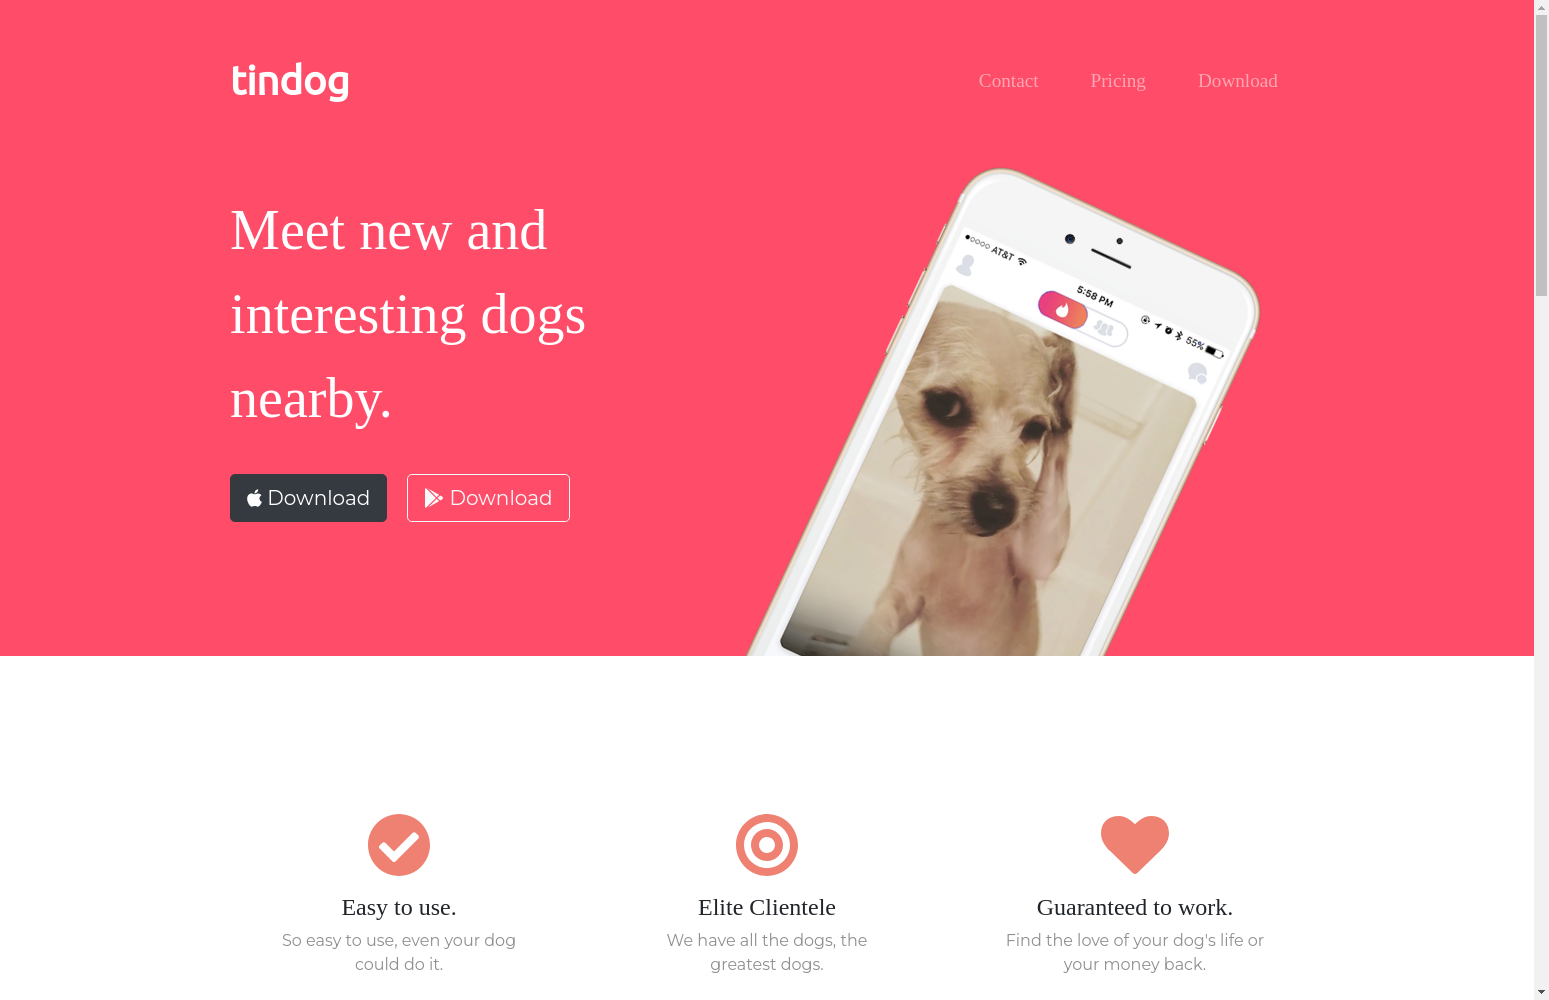 tindog
Contact Pricing Download
Meet new and
interesting dogs
nearby.
Download Download
AT&T 5:58 PM 55%
Easy to use. Elite Clientele Guaranteed to work.
So easy to use, even your dog
could do it.
We have all the dogs, the
greatest dogs.
Find the love of your dog's life or
your money back.